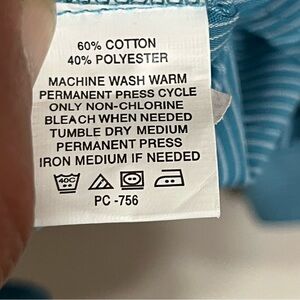 60% COTTON
40% POLYESTER
MACHINE WASH WARM
PERMANENT PRESS CYCLE
ONLY NON-CHLORINE
BLEACH WHEN NEEDED
TUMBLE DRY MEDIUM
PERMANENT PRESS
IRON MEDIUM IF NEEDED
40C
PC -756